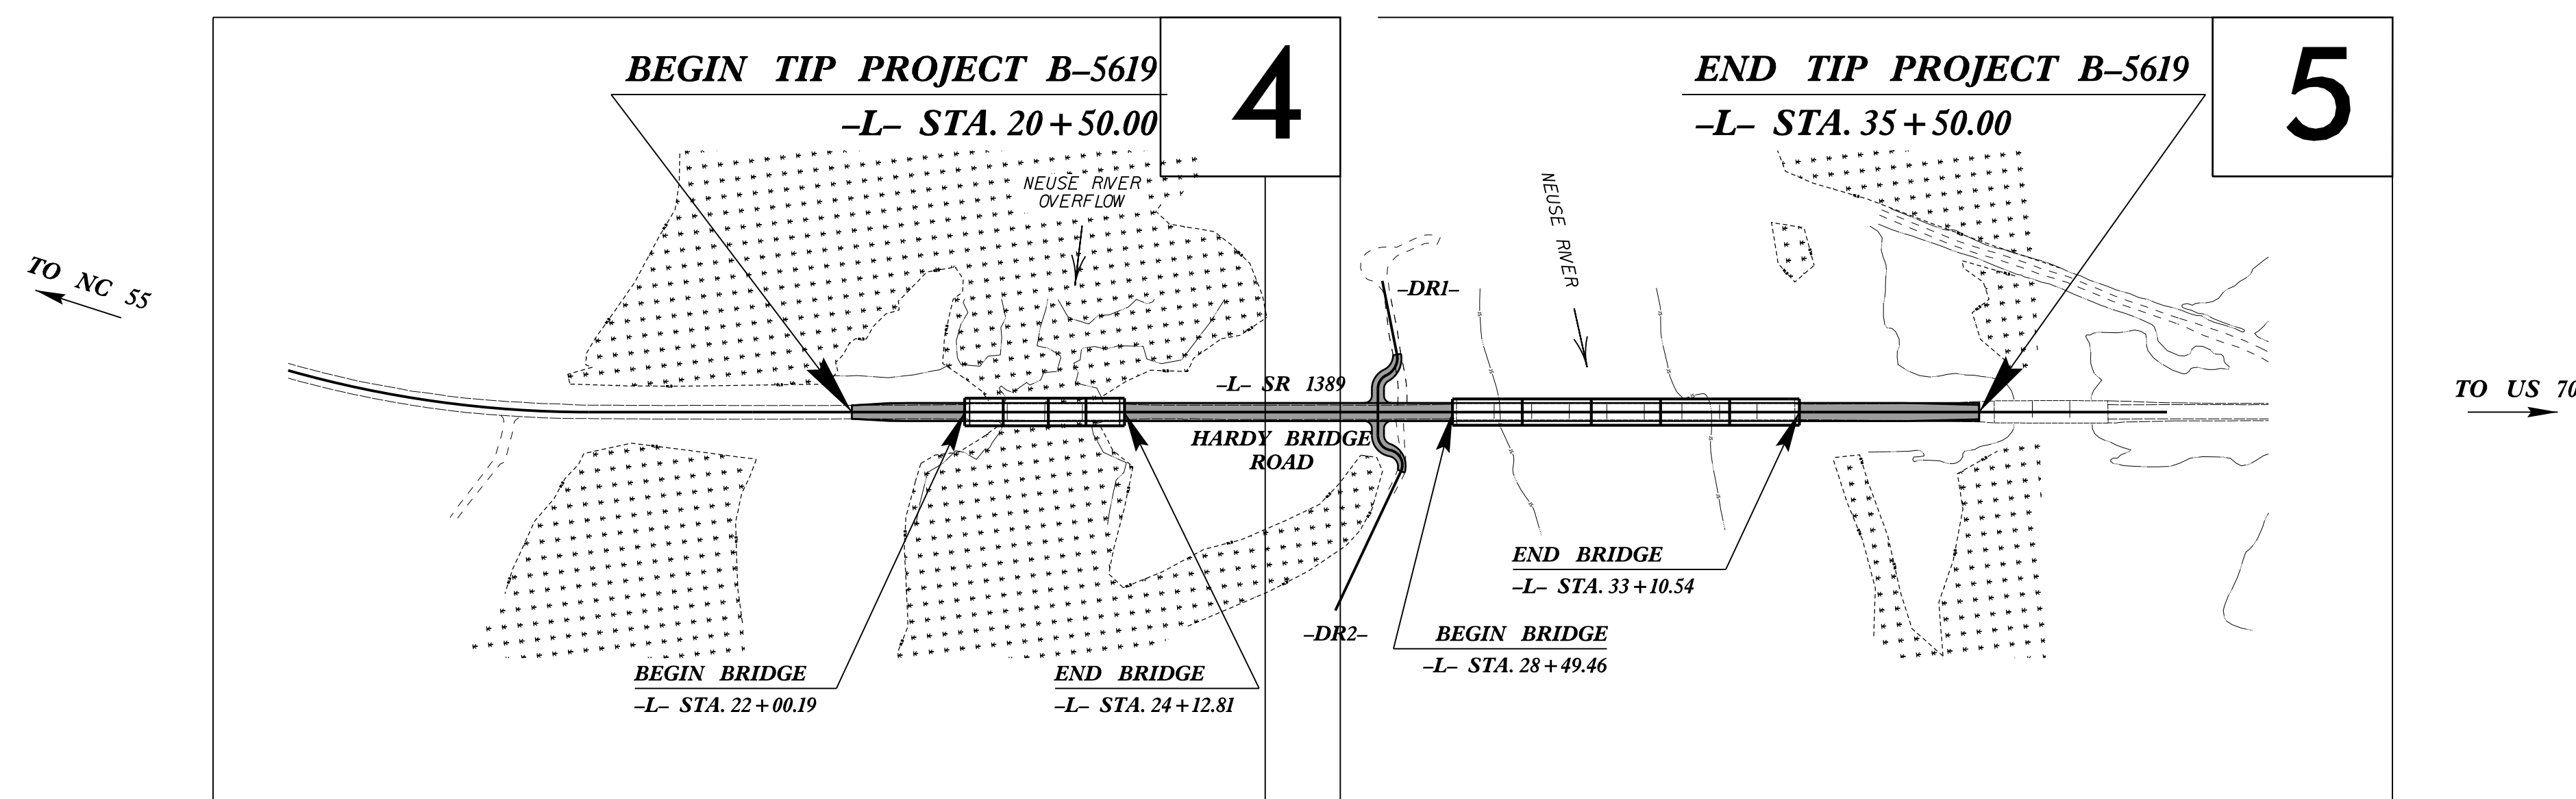 BEGIN TIP PROJECT B–5619
–L– STA. 20+50.00
4
END TIP PROJECT B–5619
–L– STA. 35+50.00
5
NEUSE RIVER
OVERFLOW
NEUSE RIVER
TO NC 55
–DR1–
–L– SR 1389
TO US 70
HARDY BRIDGE
ROAD
END BRIDGE
–L– STA. 33+10.54
–DR2–
BEGIN BRIDGE
–L– STA. 28+49.46
BEGIN BRIDGE
–L– STA. 22+00.19
END BRIDGE
–L– STA. 24+12.81